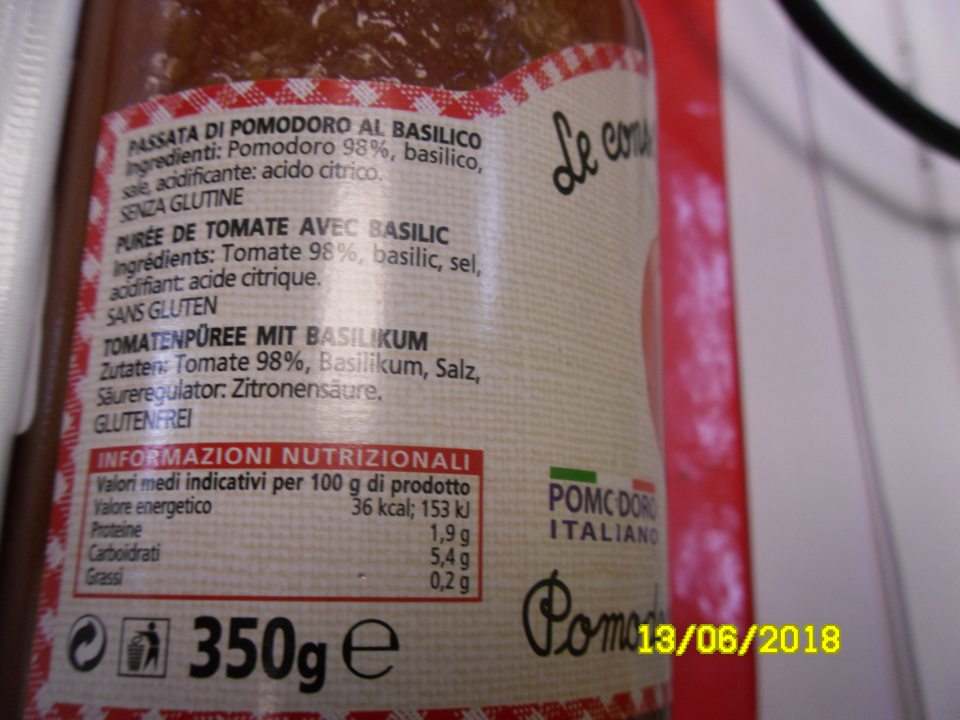 PASSATA DI POMODORO AL BASILICO
Ingredienti: Pomodoro 98%, basilico,
sale, acidificante: acido citrico.
SENZA GLUTINE
PURÉE DE TOMATE AVEC BASILIC
Ingrédients: Tomate 98%, basilic, sel,
acidifiant: acide citrique.
SANS GLUTEN
TOMATENPÜREE MIT BASILIKUM
Zutaten: Tomate 98%, Basilikum, Salz,
Säureregulator: Zitronensäure.
GLUTENFREI
INFORMAZIONI NUTRIZIONALI
Valori medi indicativi per 100 g di prodotto
Valore energetico 36 kcal; 153 kJ
Proteine 1,9 g
Carboidrati 5,4 g
Grassi 0,2 g
350g e
Le
POMODORO
ITALIANO
13/06/2018